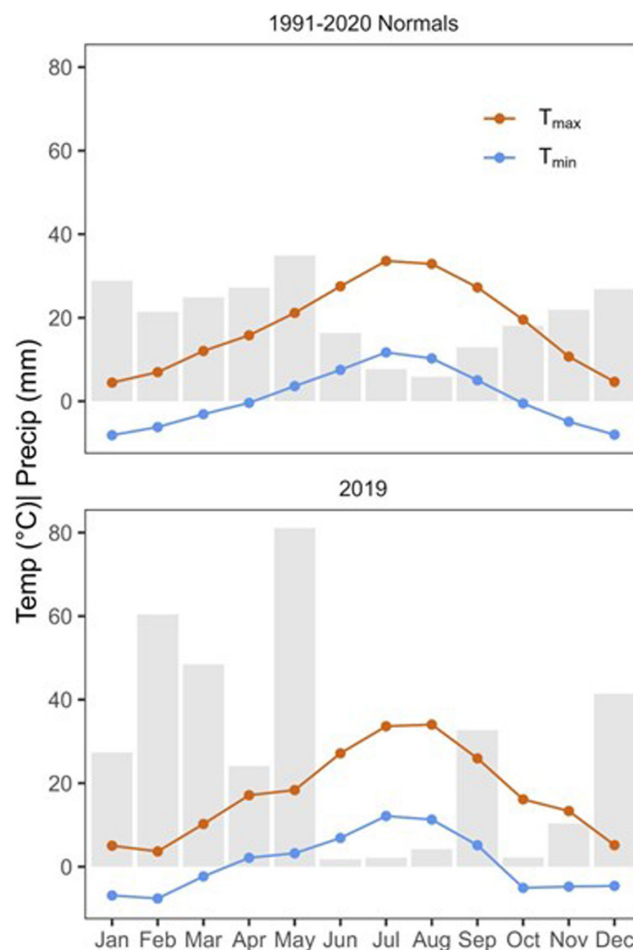 1991-2020 Normals
80
60
40
20
0
Tmax
Tmin
Temp (°C)| Precip (mm)
2019
80
60
40
20
0
Jan Feb Mar Apr May Jun Jul Aug Sep Oct Nov Dec